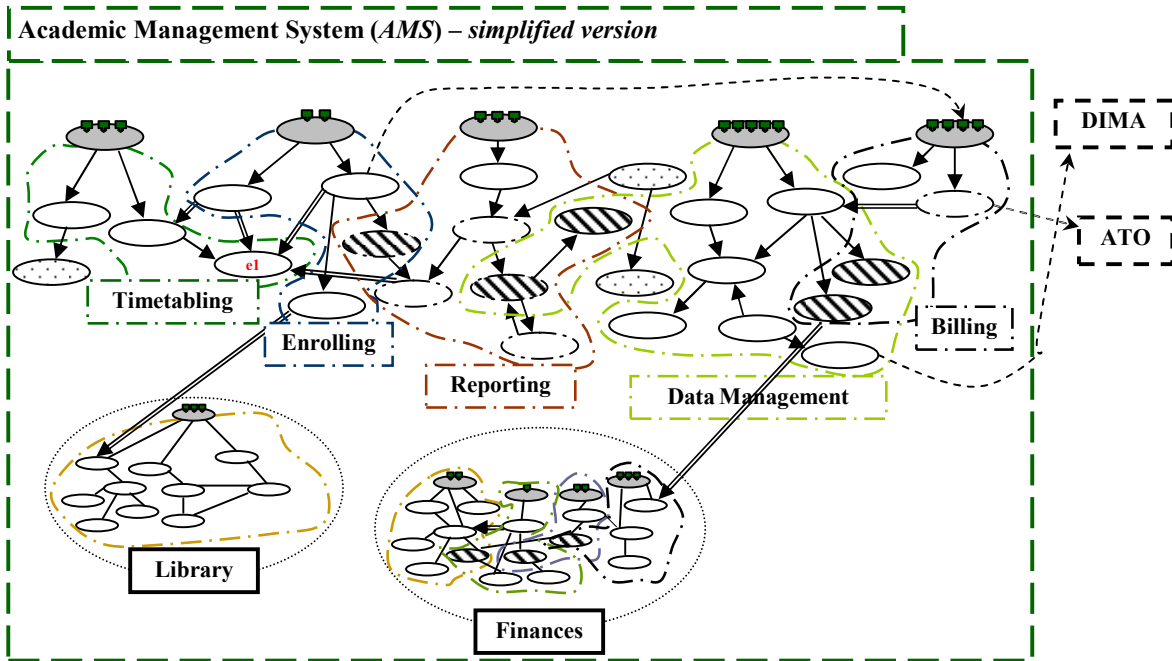 Academic Management System (AMS) – simplified version
DIMA
ATO
e1
Timetabling
Enrolling
Reporting
Data Management
Billing
Library
Finances